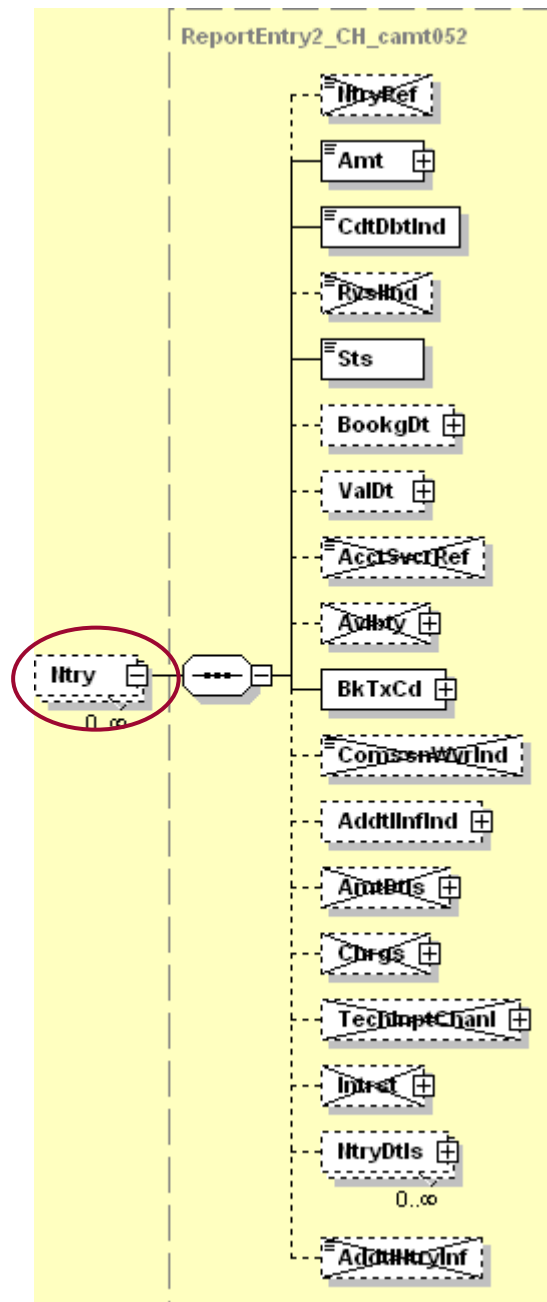 ReportEntry2_CH_camt052
NtryRef
Amt
CdtDbtInd
RvslInd
Sts
BookgDt
ValDt
AcctSvcrRef
Avlbty
Ntry
0..∞
BkTxCd
ComssnWvrInd
AddtlInfInd
AmtDtls
Chrgs
TechInptChanl
Intrst
NtryDtls
0..∞
AddtlNtryInf